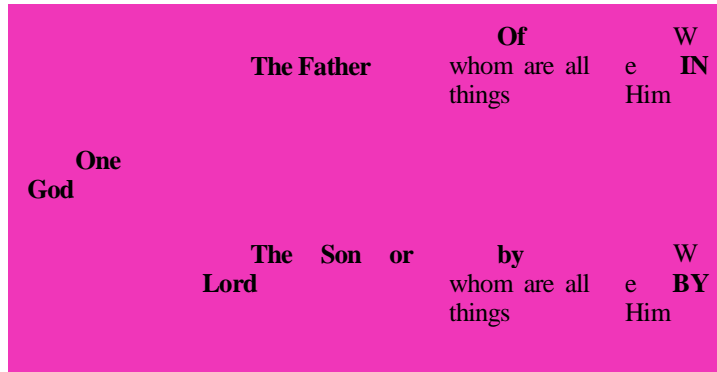 Of W
The Father whom are all e IN
things Him
One
God
The Son or by W
Lord whom are all e BY
things Him